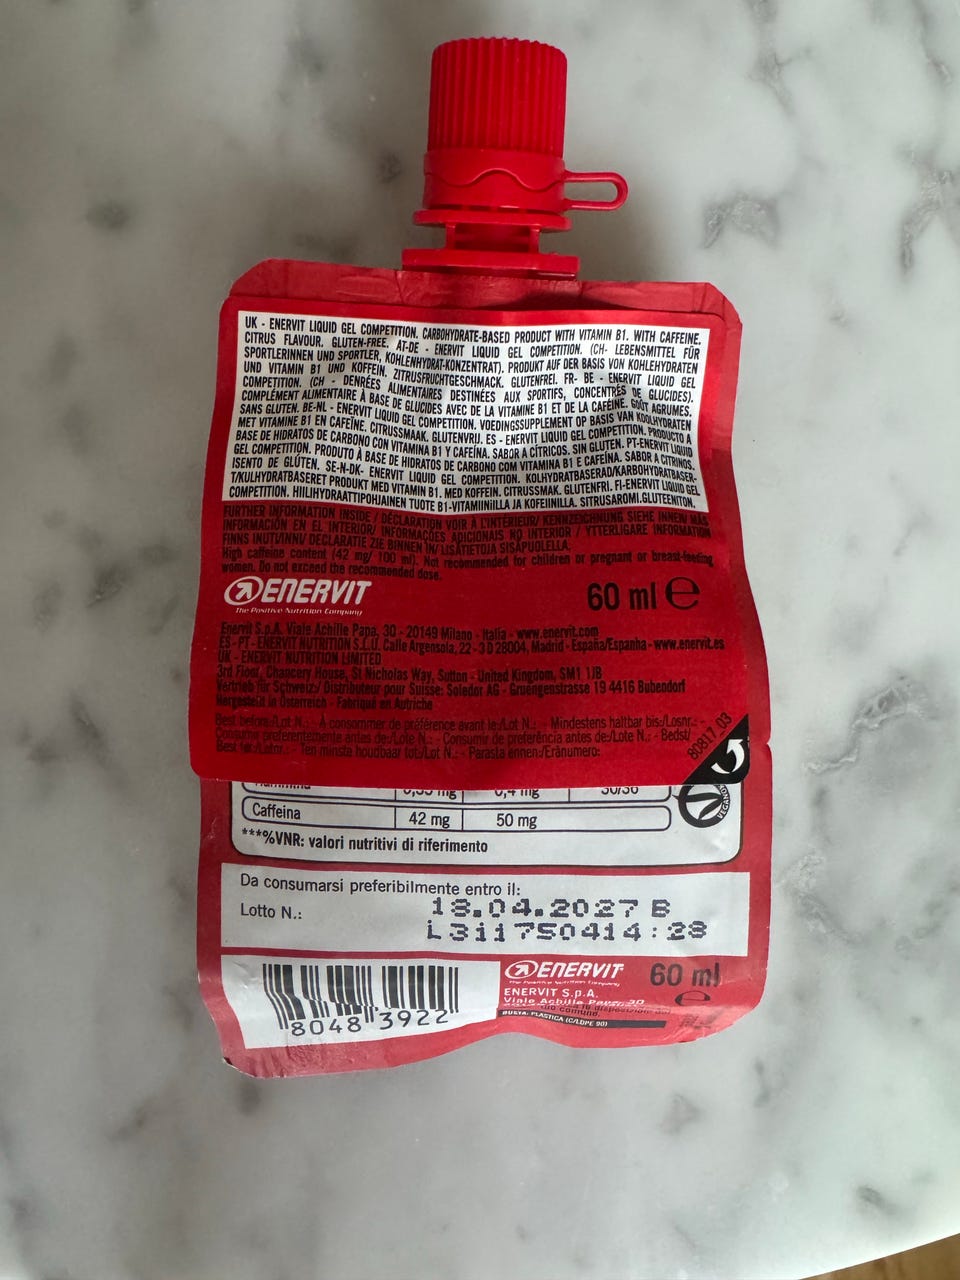 UK - ENERVIT LIQUID GEL COMPETITION. CARBOHYDRATE-BASED PRODUCT WITH VITAMIN B1. WITH CAFFEINE.
CITRUS FLAVOUR. GLUTEN-FREE. AT-DE - ENERVIT LIQUID GEL COMPETITION. (CH- LEBENSMITTEL FÜR
SPORTLERINNEN UND SPORTLER, KOHLENHYDRAT-KONZENTRAT). PRODUKT AUF DER BASIS VON KOHLEHYDRATEN
UND VITAMIN B1 UND KOFFEIN. ZITRUSFRUCHTGESCHMACK. GLUTENFREI. FR- BE - ENERVIT LIQUID GEL
COMPETITION. (CH - DENRÉES ALIMENTAIRES DESTINÉES AUX SPORTIFS, CONCENTRÉS DE GLUCIDES).
COMPLÉMENT ALIMENTAIRE À BASE DE GLUCIDES AVEC DE LA VITAMINE B1 ET DE LA CAFÉINE. GOÛT AGRUMES.
SANS GLUTEN. BE-NL - ENERVIT LIQUID GEL COMPETITION. VOEDINGSSUPPLEMENT OP BASIS VAN KOOLHYDRATEN
MET VITAMINE B1 EN CAFEÏNE. CITRUSSMAAK. GLUTENVRIJ. ES - ENERVIT LIQUID GEL COMPETITION. PRODUCTO A
BASE DE HIDRATOS DE CARBONO CON VITAMINA B1 Y CAFEÍNA. SABOR A CÍTRICOS. SIN GLUTEN. PT-ENERVIT LIQUID
GEL COMPETITION. PRODUTO À BASE DE HIDRATOS DE CARBONO COM VITAMINA B1 E CAFEÍNA. SABOR A CITRINOS.
ISENTO DE GLÚTEN. SE-N-DK- ENERVIT LIQUID GEL COMPETITION. KOLHYDRATBASERAD/KARBOHYDRATBASER-
T/KULHYDRATBASERET PRODUKT MED VITAMIN B1. MED KOFFEIN. CITRUSSMAK. GLUTENFRI. FI-ENERVIT LIQUID GEL
COMPETITION. HIILIHYDRAATTIPOHJAINEN TUOTE B1-VITAMIINILLA JA KOFEIINILLA. SITRUSAROMI.GLUTEENITON.
FURTHER INFORMATION INSIDE / DÉCLARATION VOIR À L'INTÉRIEUR/ KENNZEICHNUNG SIEHE INNEN/ MÁS
INFORMACIÓN EN EL INTERIOR/ INFORMAÇÕES ADICIONAIS NO INTERIOR / YTTERLIGARE INFORMATION
FINNS INUTI/INNI/ DECLARATIE ZIE BINNEN IN/ LISÄTIETOJA SISÄPUOLELLA.
High caffeine content (42 mg/ 100 ml). Not recommended for children or pregnant or breast-feeding
women. Do not exceed the recommended dose.
ENERVIT
The Positive Nutrition Company
60 ml e
Enervit S.p.A. Viale Achille Papa, 30 - 20149 Milano - Italia - www.enervit.com
ES - PT - ENERVIT NUTRITION S.L.U. Calle Argensola, 22 - 3 D 28004, Madrid - España/Espanha - www.enervit.es
UK - ENERVIT NUTRITION LIMITED
3rd Floor, Chancery House, St Nicholas Way, Sutton - United Kingdom, SM1 1JB
Vertrieb für Schweiz/ Distributeur pour Suisse: Soledor AG - Gruengenstrasse 19 4416 Bubendorf
Hergestellt in Österreich - Fabriqué en Autriche
Best before:/Lot N.: - À consommer de préférence avant le:/Lot N.: - Mindestens haltbar bis:/Losnr.: -
Consumir preferentemente antes de:/Lote N.: - Consumir de preferência antes de:/Lote N.: - Bedst/
Best før:/Lotnr.: - Ten minste houdbaar tot:/Lot N.: - Parasta ennen:/Eränumero:
80817_03
0,4 mg 30/36
VEGANO
Caffeina 42 mg 50 mg
***%VNR: valori nutritivi di riferimento
Da consumarsi preferibilmente entro il:
18.04.2027 B
Lotto N.:
L311750414:28
80483922
ENERVIT
The Positive Nutrition Company
60 ml
e
ENERVIT S.p.A.
Viale Achille Papa, 30
BUSTA: PLASTICA (C/LDPE 90)